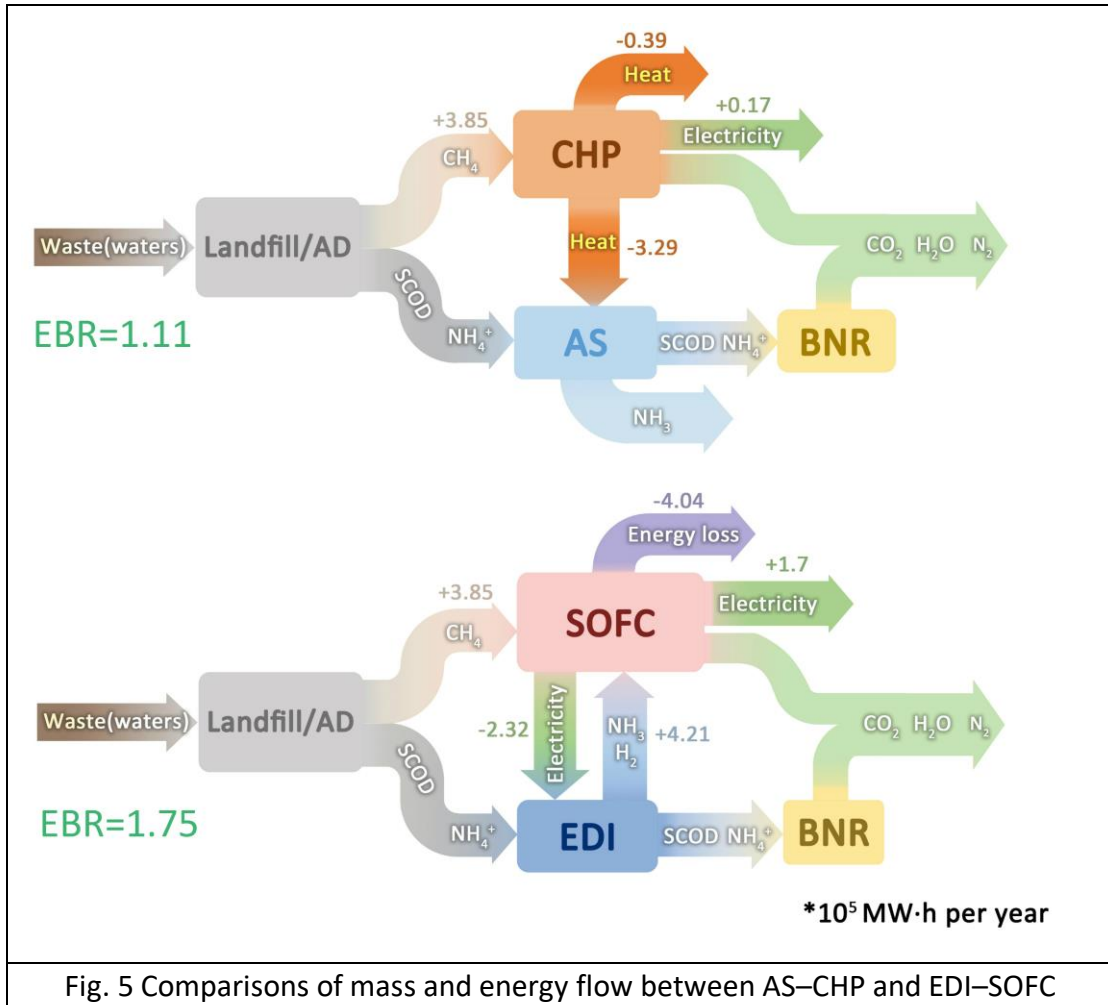 -0.39
Heat
+0.17
+3.85
Electricity
CH₄
CHP
Waste(waters)
Landfill/AD
Heat
-3.29
CO₂ H₂O N₂
SCOD
EBR=1.11
NH₄⁺
AS
SCOD NH₄⁺
BNR
NH₃
-4.04
Energy loss
+1.7
+3.85
Electricity
CH₄
SOFC
Waste(waters)
Landfill/AD
-2.32
Electricity
NH₃
H₂
+4.21
CO₂ H₂O N₂
SCOD
EBR=1.75
NH₄⁺
EDI
SCOD NH₄⁺
BNR
*10⁵ MW·h per year
Fig. 5 Comparisons of mass and energy flow between AS–CHP and EDI–SOFC